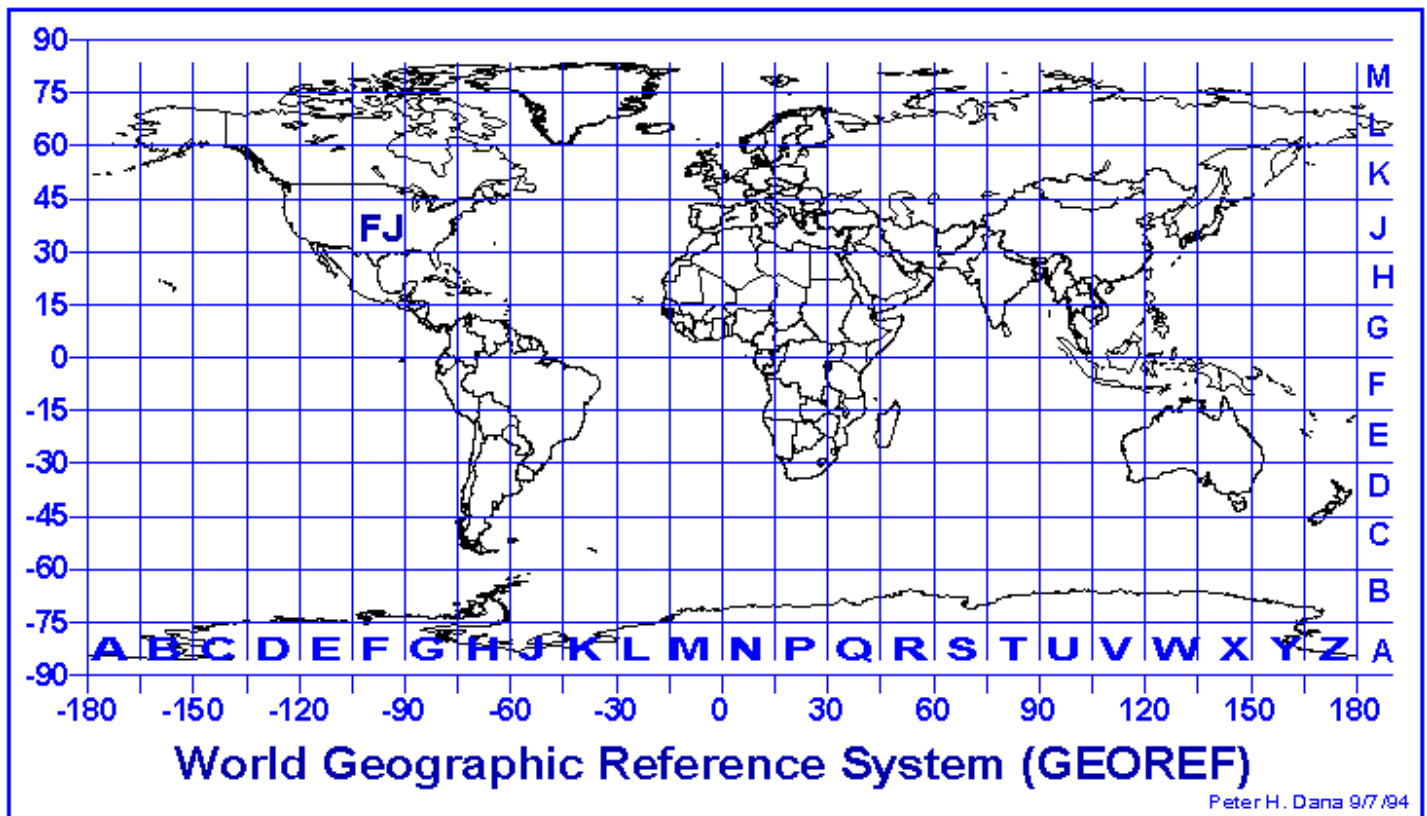 90
M
75
L
60
K
45
FJ
J
30
H
15
G
0
F
-15
E
-30
D
-45
C
-60
B
-75
A B C D E F G H J K L M N P Q R S T U V W X Y Z A
-90
-180 -150 -120 -90 -60 -30 0 30 60 90 120 150 180
World Geographic Reference System (GEOREF)
Peter H. Dana 9/7/94